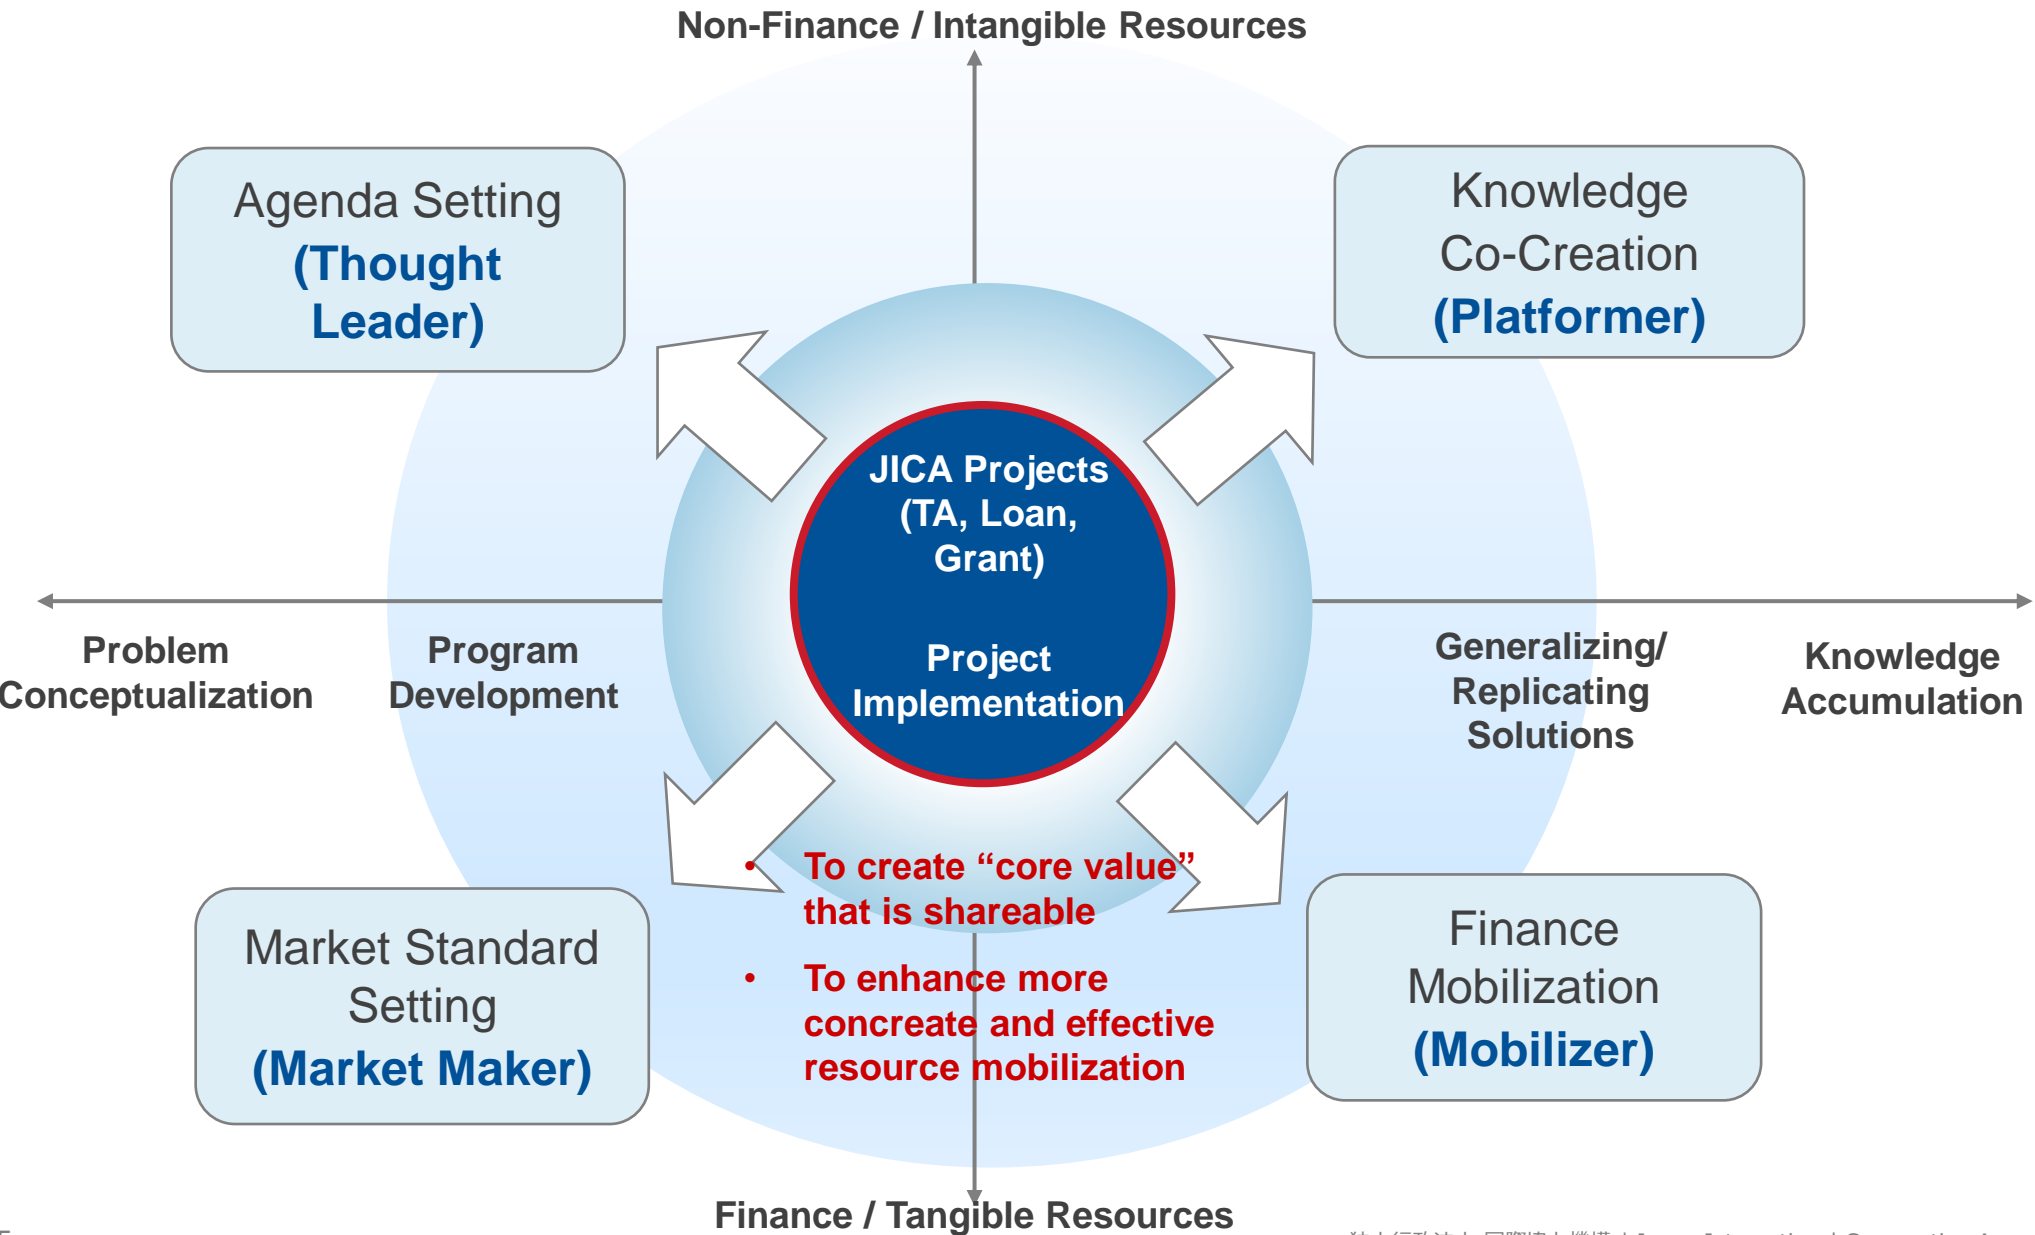 Non-Finance / Intangible Resources
Agenda Setting
(Thought
Leader)
Knowledge
Co-Creation
(Platformer)
JICA Projects
(TA, Loan,
Grant)
Project
Implementation
Problem
Conceptualization
Program
Development
Generalizing/
Replicating
Solutions
Knowledge
Accumulation
• To create “core value”
that is shareable
• To enhance more
concreate and effective
resource mobilization
Market Standard
Setting
(Market Maker)
Finance
Mobilization
(Mobilizer)
Finance / Tangible Resources